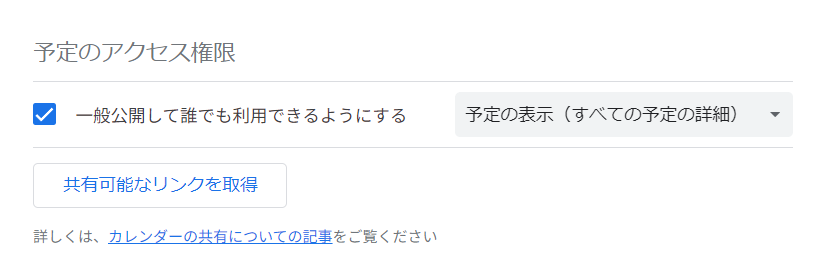 予定のアクセス権限
一般公開して誰でも利用できるようにする
予定の表示（すべての予定の詳細）
共有可能なリンクを取得
詳しくは、カレンダーの共有についての記事をご覧ください